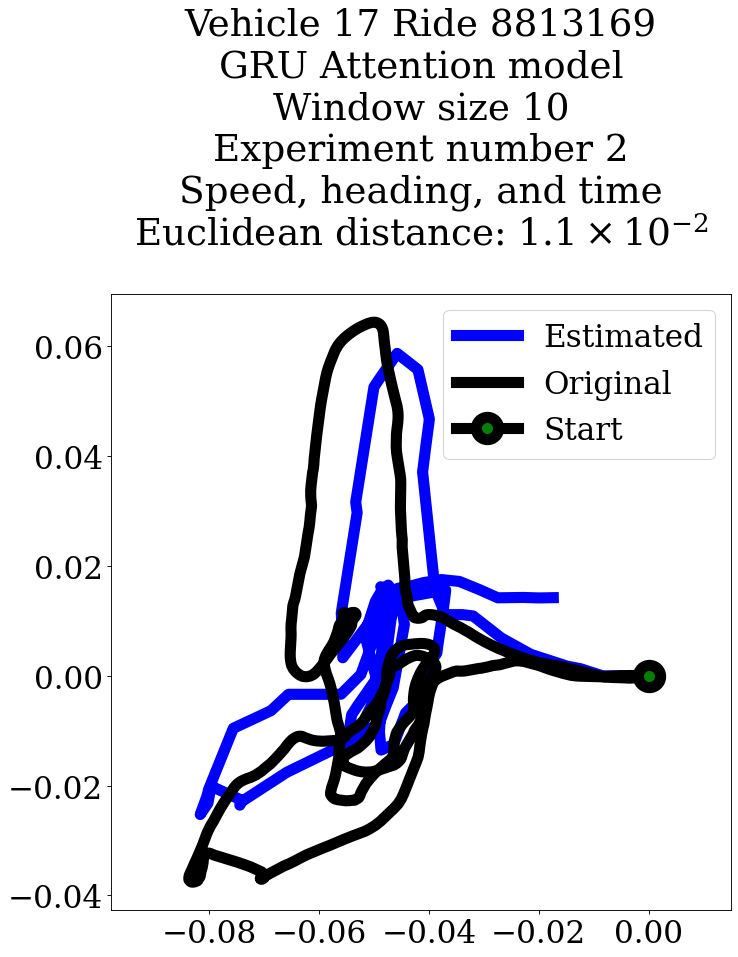 Vehicle 17 Ride 8813169
GRU Attention model
Window size 10
Experiment number 2
Speed, heading, and time
Euclidean distance: 1.1 × 10⁻²
Estimated
Original
Start
0.06
0.04
0.02
0.00
−0.02
−0.04
−0.08 −0.06 −0.04 −0.02 0.00